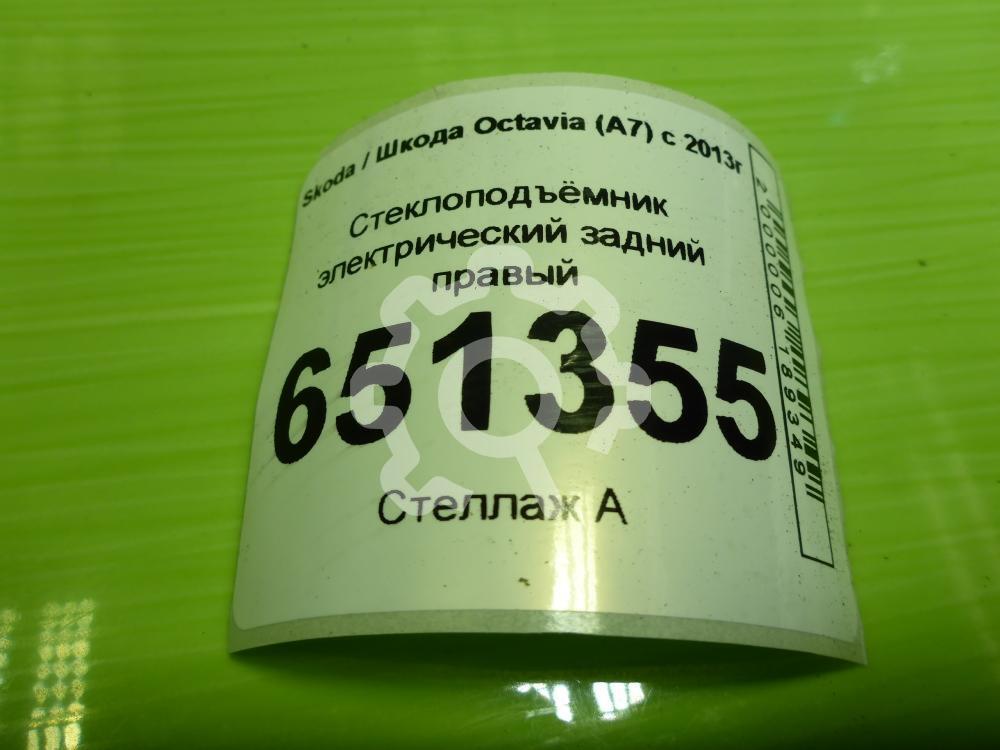 Skoda / Шкода Octavia (A7) с 2013г
Стеклоподъёмник
электрический задний
правый
651355
Стеллаж А
2000006189349